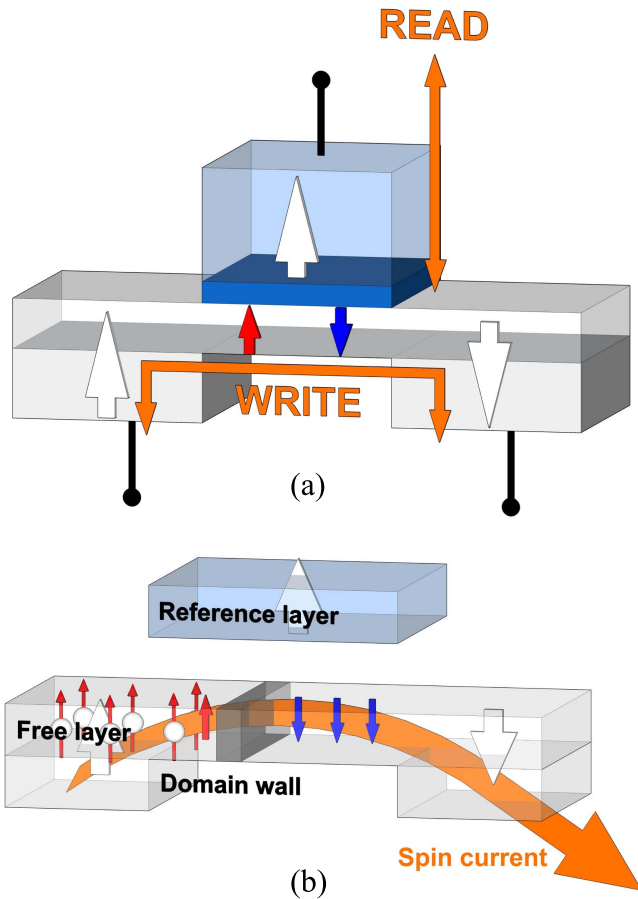 READ
WRITE
(a)
Reference layer
Free layer
Domain wall
Spin current
(b)